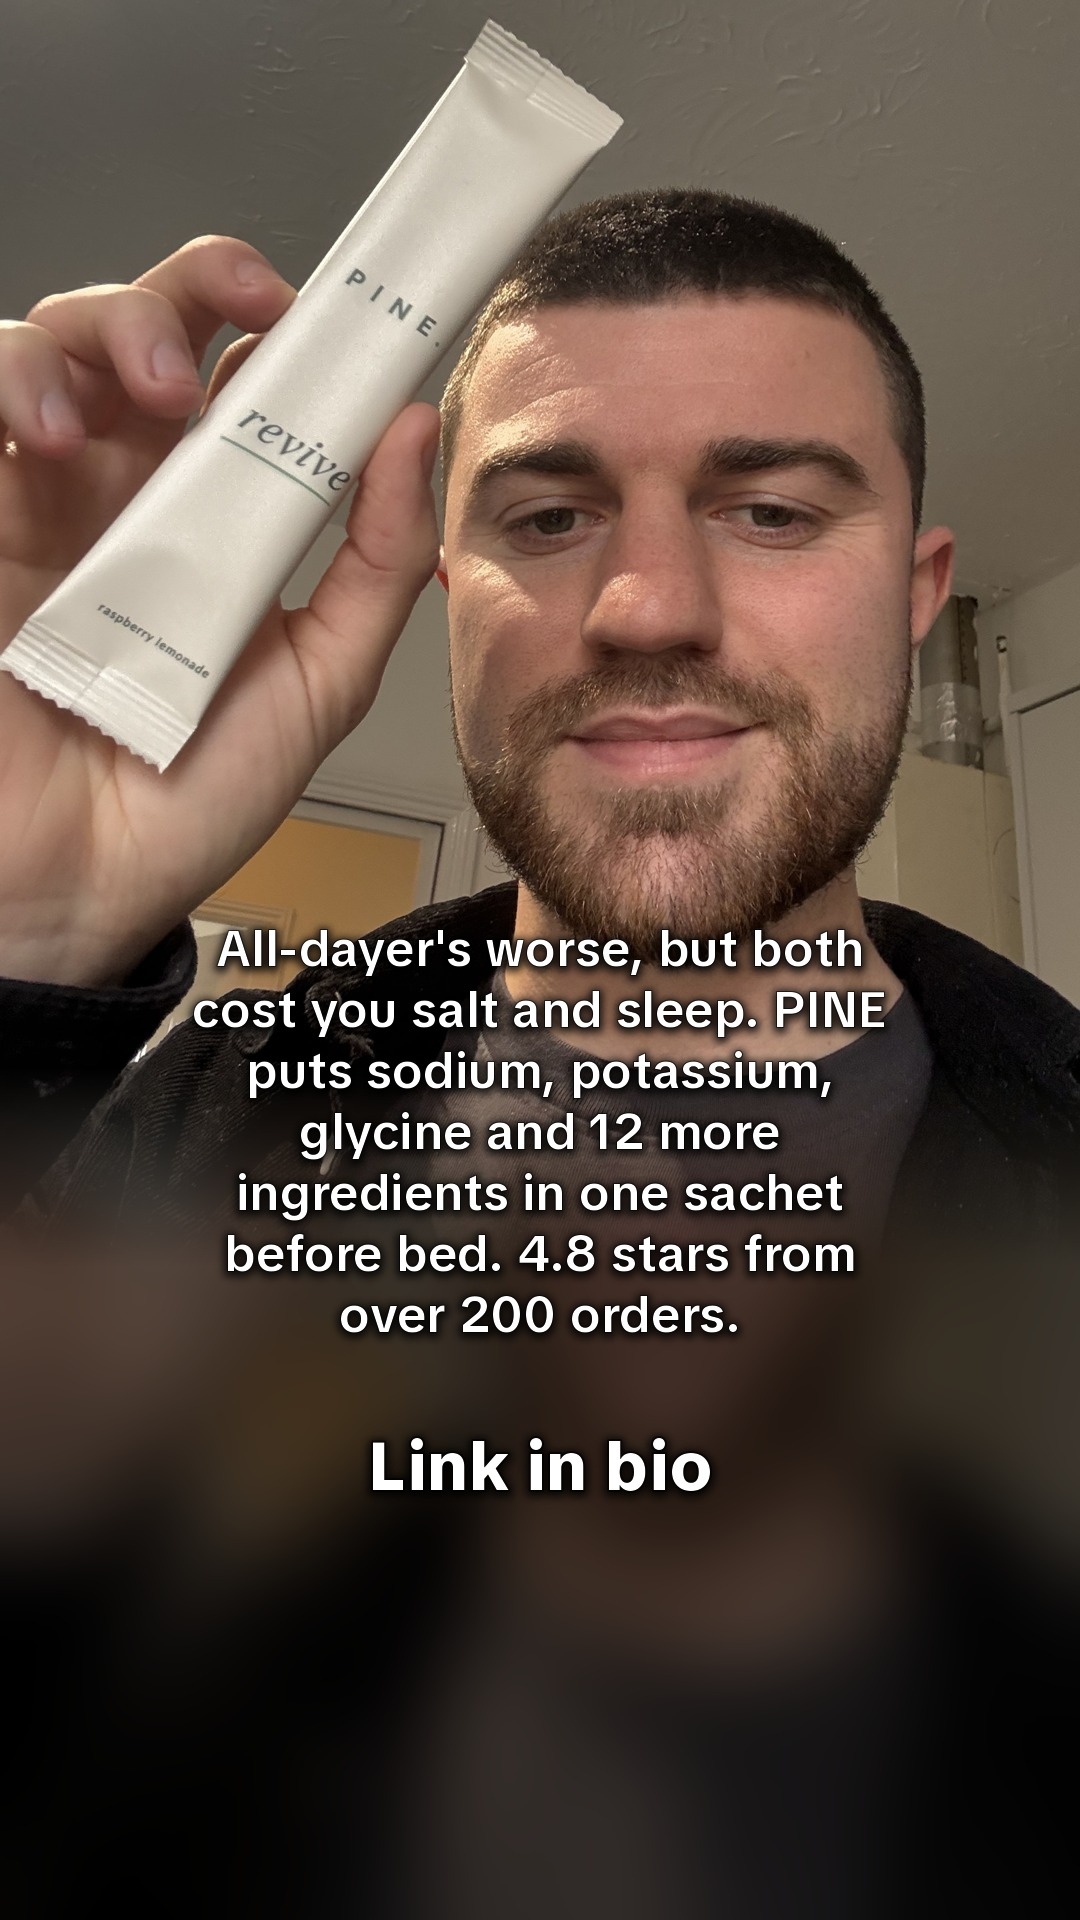 PINE.
revive
raspberry lemonade
All-dayer's worse, but both
cost you salt and sleep. PINE
puts sodium, potassium,
glycine and 12 more
ingredients in one sachet
before bed. 4.8 stars from
over 200 orders.
Link in bio